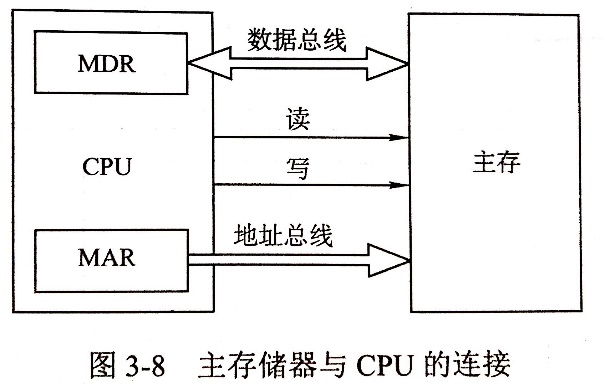 MDR
数据总线
读
CPU
写
主存
MAR
地址总线
图 3-8 主存储器与 CPU 的连接